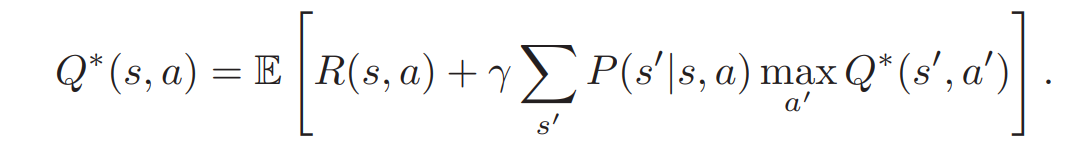 Q*(s, a) = 𝔼 [ R(s, a) + γ ∑_{s′} P(s′|s, a) max_{a′} Q*(s′, a′) ] .